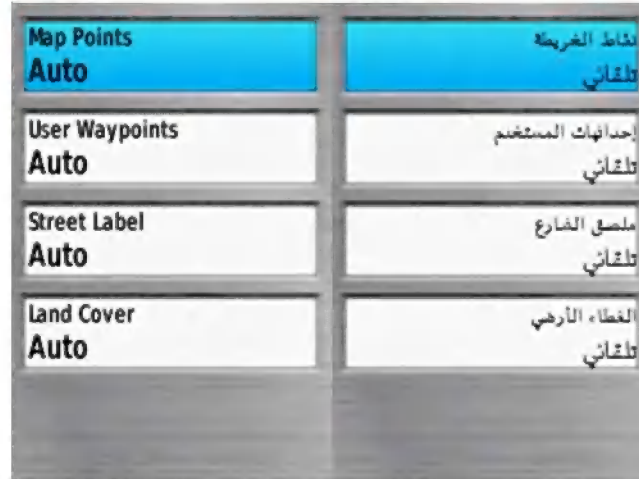 Map Points
Auto
User Waypoints
Auto
Street Label
Auto
Land Cover
Auto
نقاط الخريطة
تلقائي
إحداثيات المستخدم
تلقائي
ملصق الشارع
تلقائي
الغطاء الأرضي
تلقائي